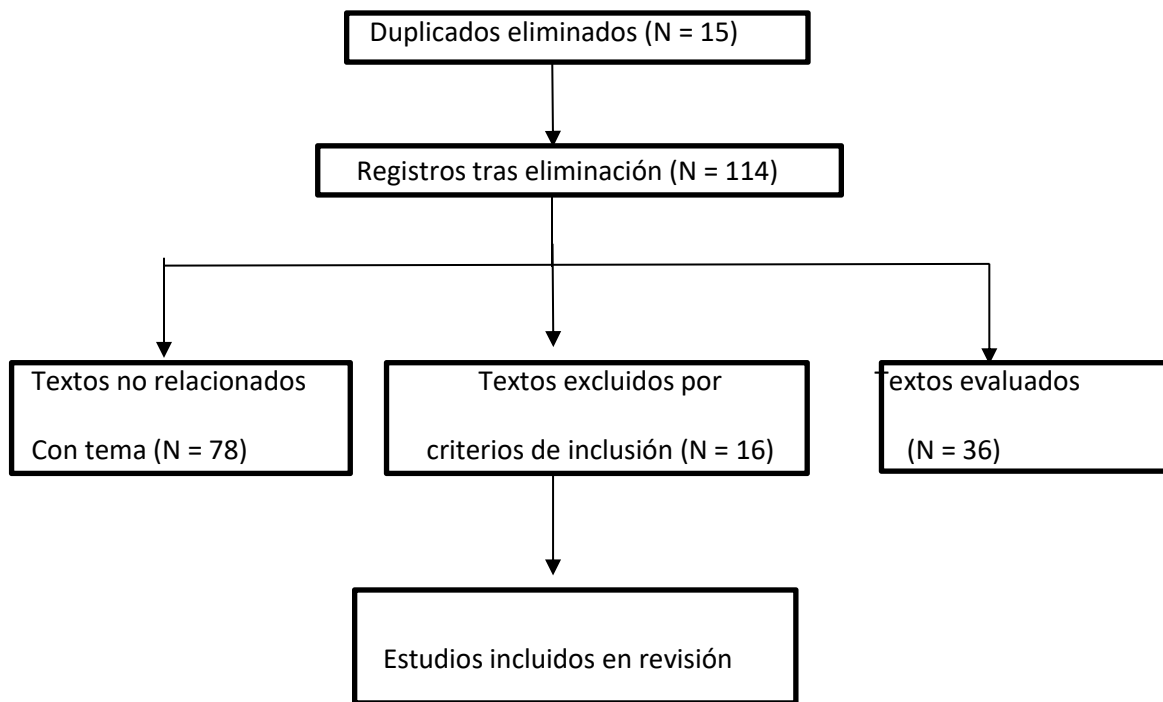 Duplicados eliminados (N = 15)
Registros tras eliminación (N = 114)
Textos no relacionados
Con tema (N = 78)
Textos excluidos por
criterios de inclusión (N = 16)
Textos evaluados
(N = 36)
Estudios incluidos en revisión